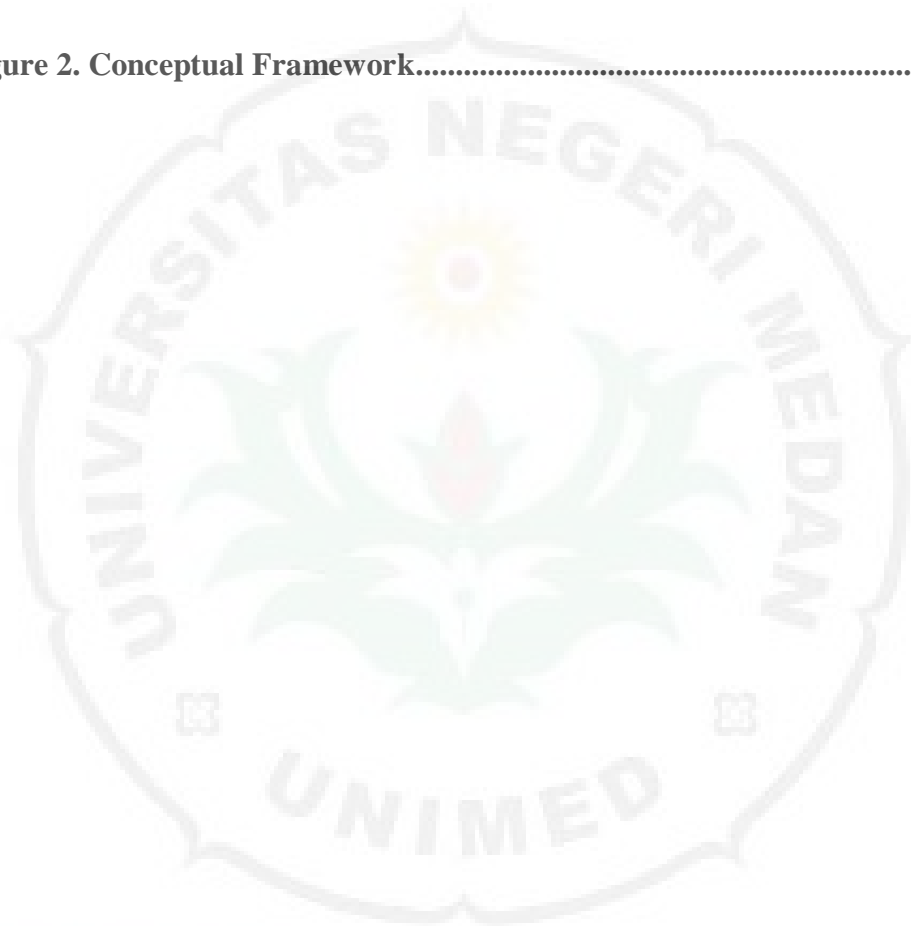 gure 2. Conceptual Framework...............................................................
UNIVERSITAS NEGERI MEDAN
UNIMED